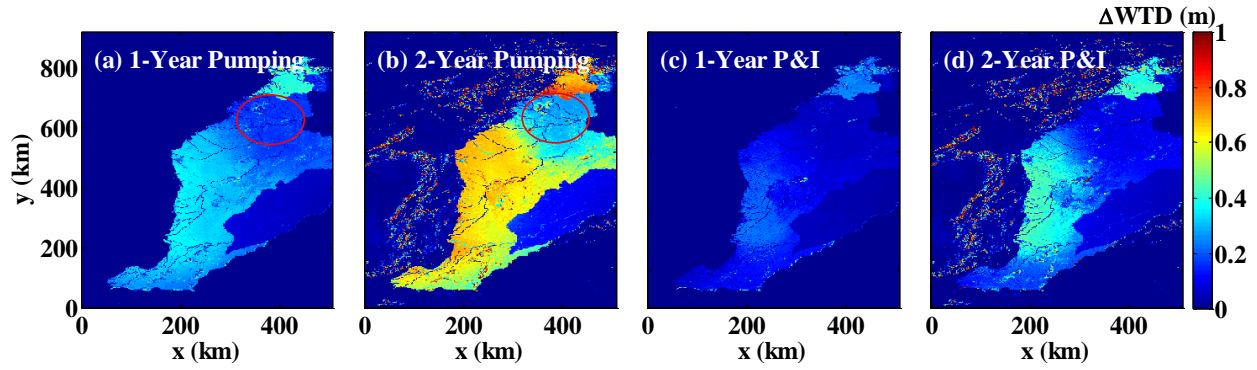 ΔWTD (m)
(a) 1-Year Pumping
(b) 2-Year Pumping
(c) 1-Year P&I
(d) 2-Year P&I
800
600
400
200
0
y (km)
0 200 400
0 200 400
0 200 400
0 200 400
x (km)
x (km)
x (km)
x (km)
1
0.8
0.6
0.4
0.2
0